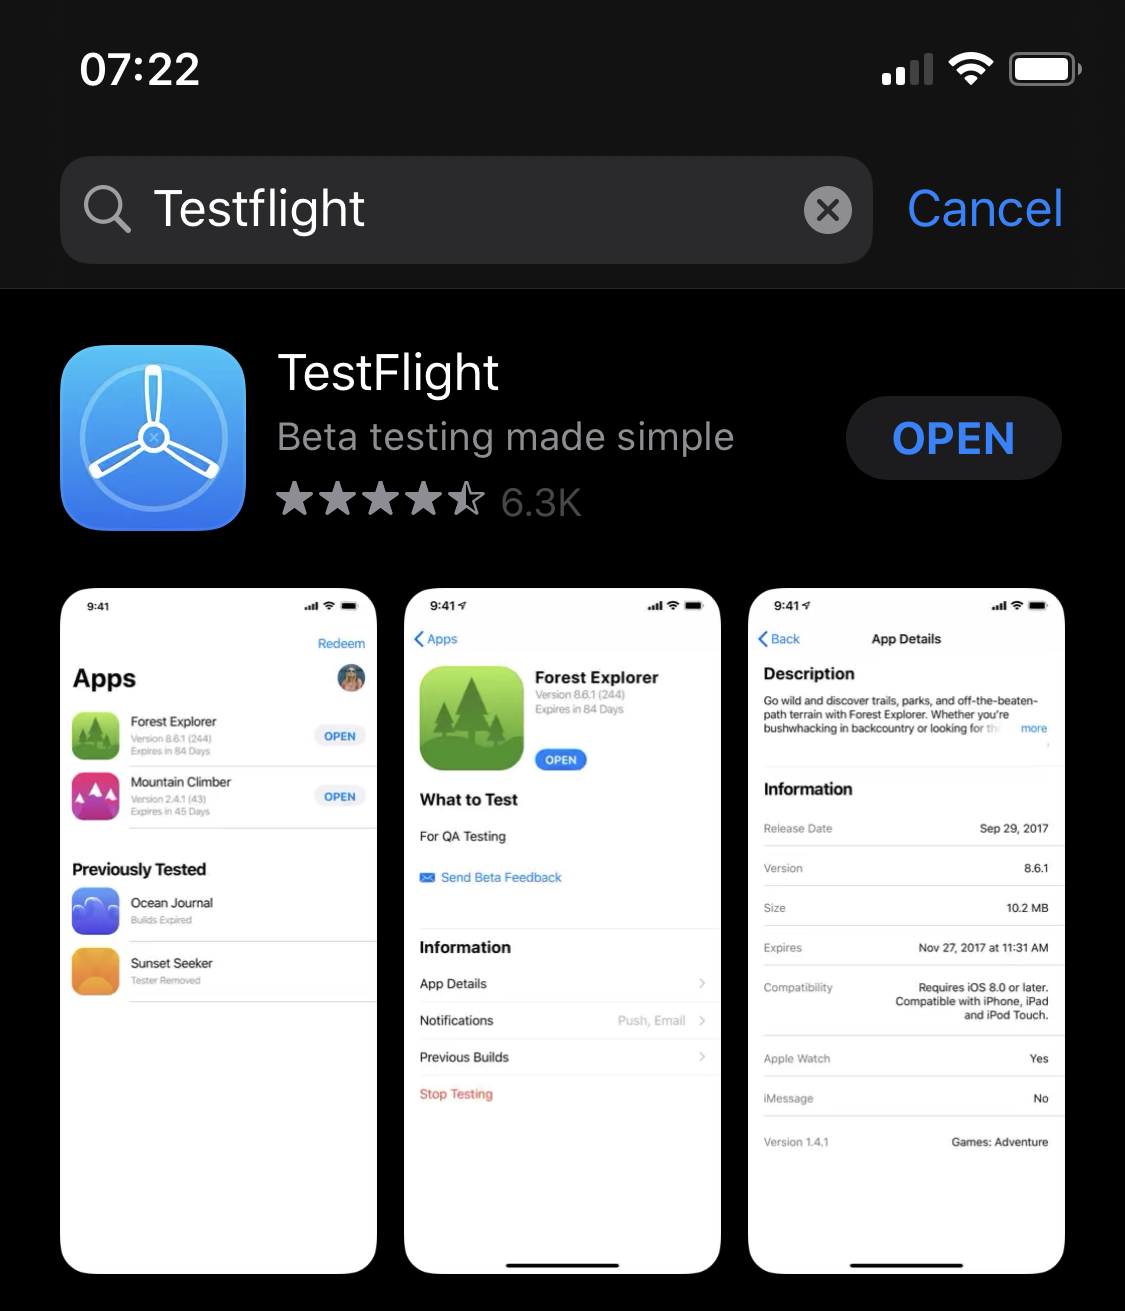 07:22
Testflight
Cancel
TestFlight
Beta testing made simple
6.3K
OPEN
9:41
Redeem
Apps
Forest Explorer
Version 8.6.1 (244)
Expires in 84 Days
OPEN
Mountain Climber
Version 2.4.1 (43)
Expires in 45 Days
OPEN
Previously Tested
Ocean Journal
Builds Expired
Sunset Seeker
Tester Removed
9:41
Apps
Forest Explorer
Version 8.6.1 (244)
Expires in 84 Days
OPEN
What to Test
For QA Testing
Send Beta Feedback
Information
App Details
Notifications Push, Email
Previous Builds
Stop Testing
9:41
Back App Details
Description
Go wild and discover trails, parks, and off-the-beaten-
path terrain with Forest Explorer. Whether you're
bushwhacking in backcountry or looking for the more
Information
Release Date Sep 29, 2017
Version 8.6.1
Size 10.2 MB
Expires Nov 27, 2017 at 11:31 AM
Compatibility Requires iOS 8.0 or later.
Compatible with iPhone, iPad
and iPod Touch.
Apple Watch Yes
iMessage No
Version 1.4.1 Games: Adventure